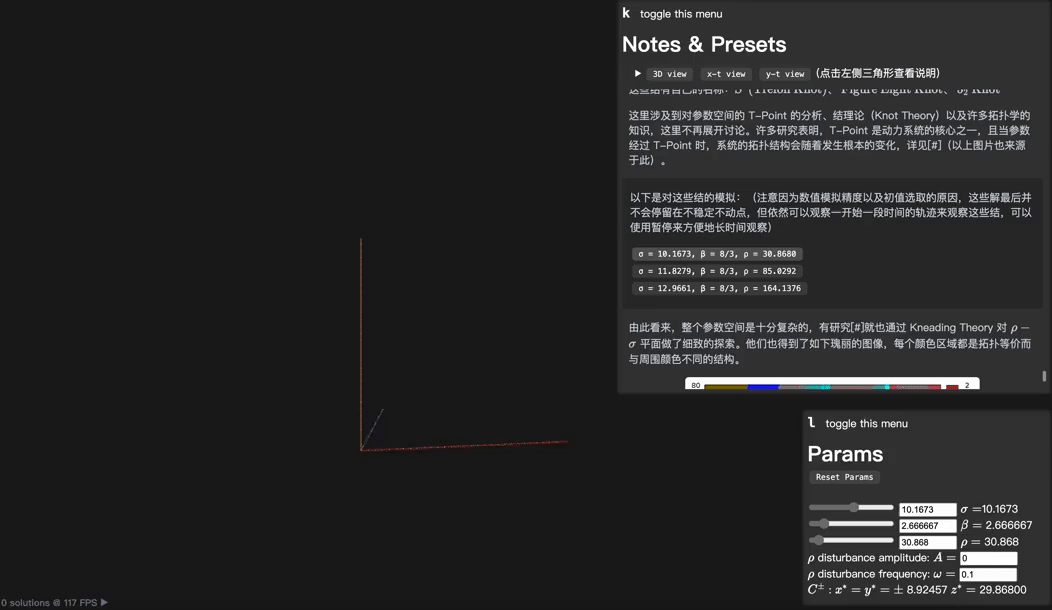 k toggle this menu
Notes & Presets
▶ 3D view x-t view y-t view (点击左侧三角形查看说明)
Figure Eight Knot、
这里涉及到对参数空间的 T-Point 的分析、结理论（Knot Theory）以及许多拓扑学的
知识，这里不再展开讨论。许多研究表明，T-Point 是动力系统的核心之一，且当参数
经过 T-Point 时，系统的拓扑结构会随着发生根本的变化，详见[#]（以上图片也来源
于此）。
以下是对这些结的模拟：（注意因为数值模拟精度以及初值选取的原因，这些解最后并
不会停留在不稳定不动点，但依然可以观察一开始一段时间的轨迹来观察这些结，可以
使用暂停来方便地长时间观察）
σ = 10.1673, β = 8/3, ρ = 30.8680
σ = 11.8279, β = 8/3, ρ = 85.0292
σ = 12.9661, β = 8/3, ρ = 164.1376
由此看来，整个参数空间是十分复杂的，有研究[#]就也通过 Kneading Theory 对 ρ −
σ 平面做了细致的探索。他们也得到了如下瑰丽的图像，每个颜色区域都是拓扑等价而
与周围颜色不同的结构。
80 2
l toggle this menu
Params
Reset Params
10.1673 σ =10.1673
2.666667 β = 2.666667
30.868 ρ = 30.868
ρ disturbance amplitude: A = 0
ρ disturbance frequency: ω = 0.1
C± : x* = y* = ± 8.92457 z* = 29.86800
0 solutions @ 117 FPS ▶